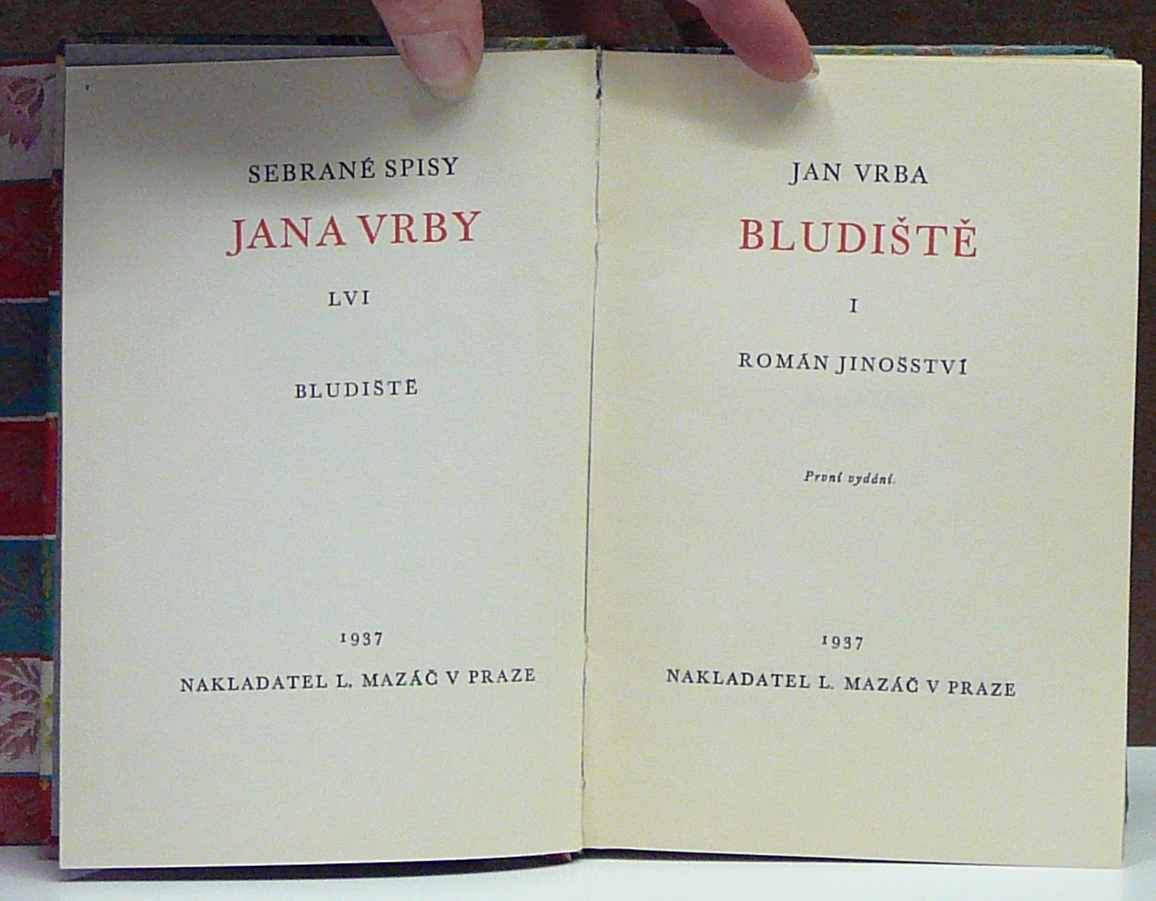 SEBRANÉ SPISY
JANA VRBY
LVI
BLUDIŠTĚ
1937
NAKLADATEL L. MAZÁČ V PRAZE
JAN VRBA
BLUDIŠTĚ
I
ROMÁN JINOŠSTVÍ
První vydání.
1937
NAKLADATEL L. MAZÁČ V PRAZE